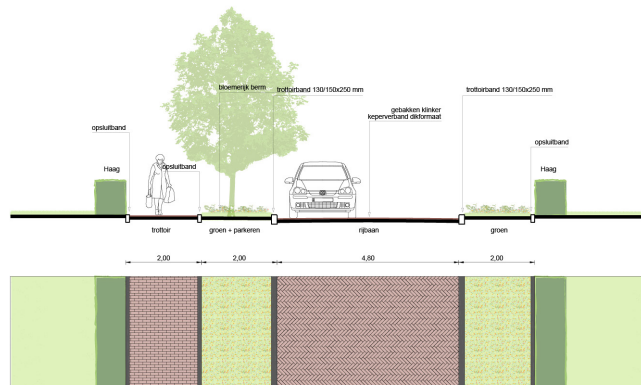 bloemerijk berm
trottoirband 130/150x250 mm
trottoirband 130/150x250 mm
gebakken klinker
keperverband dikformaat
opsluitband
opsluitband
Haag
opsluitband
Haag
trottoir
groen + parkeren
rijbaan
groen
2,00
2,00
4,80
2,00